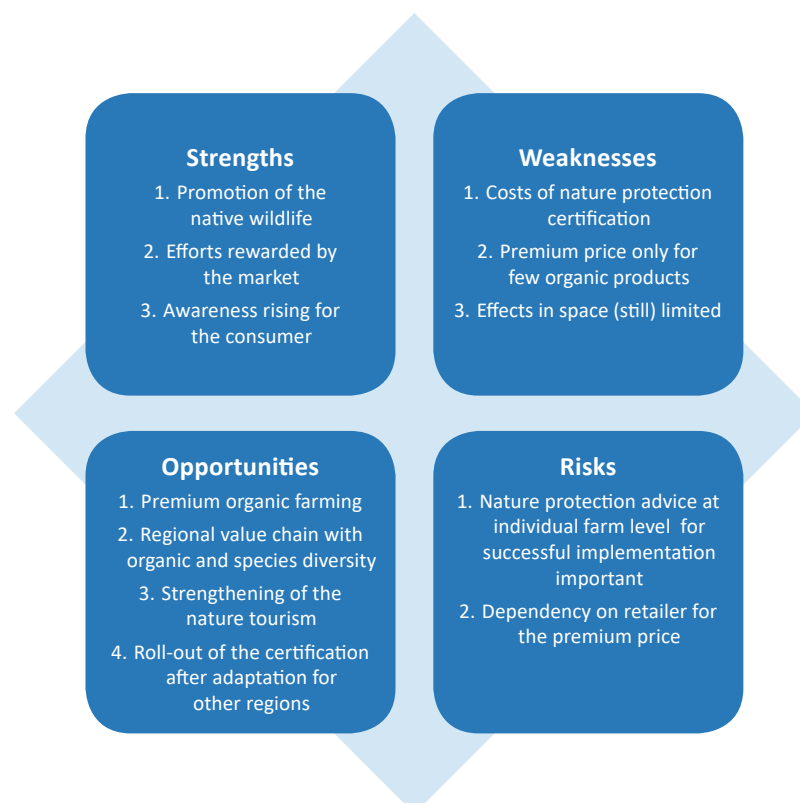 Strengths
1. Promotion of the
native wildlife
2. Efforts rewarded by
the market
3. Awareness rising for
the consumer
Weaknesses
1. Costs of nature protection
certification
2. Premium price only for
few organic products
3. Effects in space (still) limited
Opportunities
1. Premium organic farming
2. Regional value chain with
organic and species diversity
3. Strengthening of the
nature tourism
4. Roll-out of the certification
after adaptation for
other regions
Risks
1. Nature protection advice at
individual farm level for
successful implementation
important
2. Dependency on retailer for
the premium price